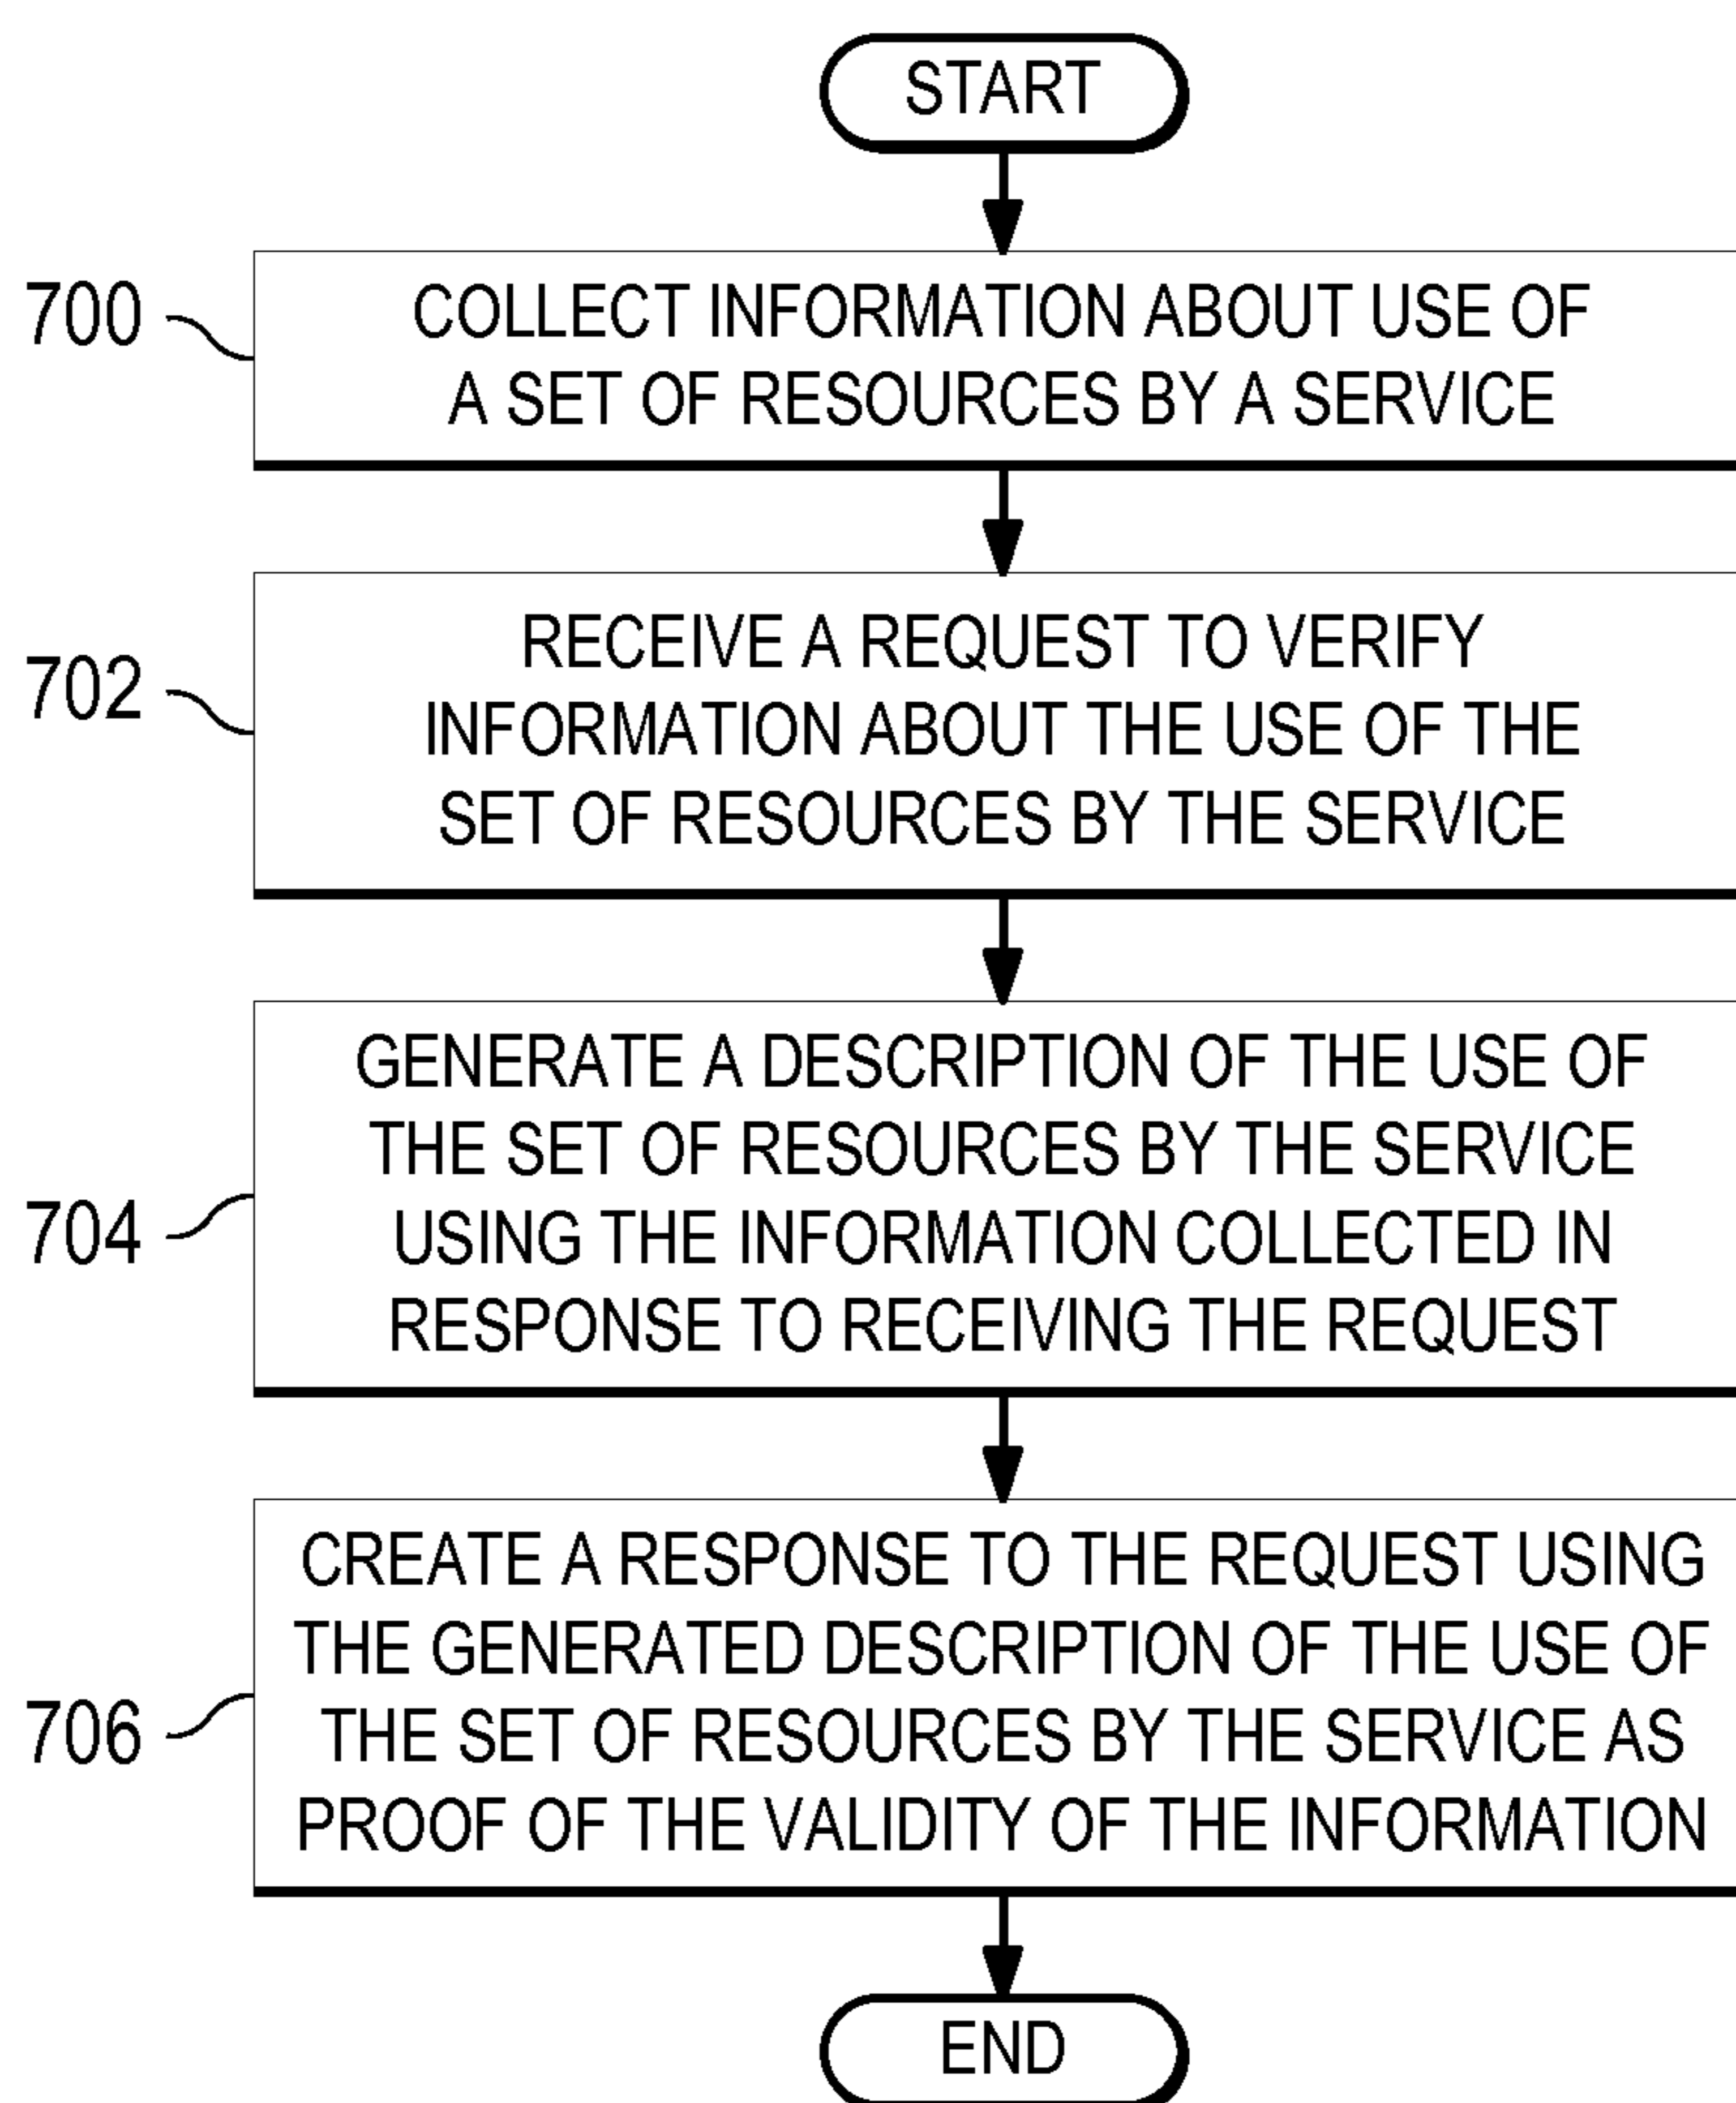 START
700
COLLECT INFORMATION ABOUT USE OF
A SET OF RESOURCES BY A SERVICE
702
RECEIVE A REQUEST TO VERIFY
INFORMATION ABOUT THE USE OF THE
SET OF RESOURCES BY THE SERVICE
704
GENERATE A DESCRIPTION OF THE USE OF
THE SET OF RESOURCES BY THE SERVICE
USING THE INFORMATION COLLECTED IN
RESPONSE TO RECEIVING THE REQUEST
706
CREATE A RESPONSE TO THE REQUEST USING
THE GENERATED DESCRIPTION OF THE USE OF
THE SET OF RESOURCES BY THE SERVICE AS
PROOF OF THE VALIDITY OF THE INFORMATION
END